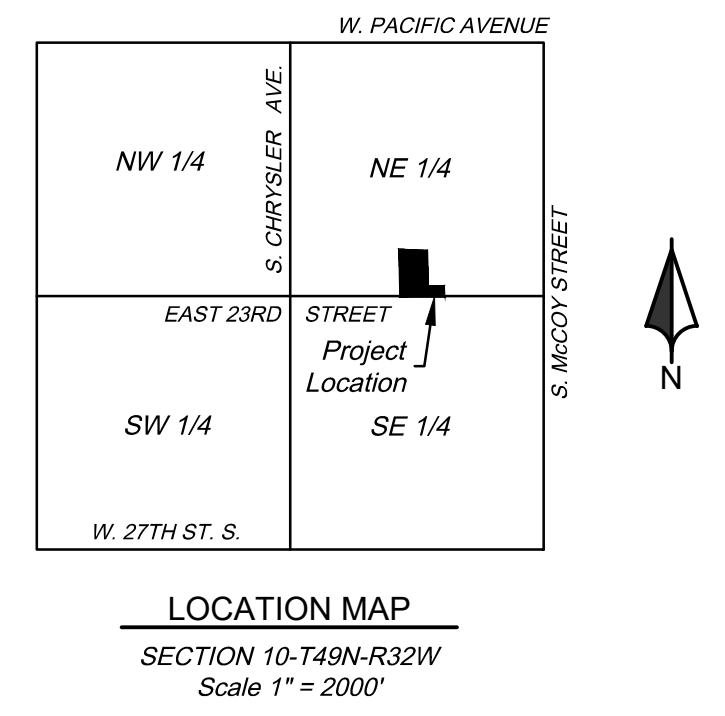 W. PACIFIC AVENUE
S. CHRYSLER AVE.
NW 1/4
NE 1/4
S. McCOY STREET
EAST 23RD STREET
Project
Location
N
SW 1/4
SE 1/4
W. 27TH ST. S.
LOCATION MAP
SECTION 10-T49N-R32W
Scale 1" = 2000'